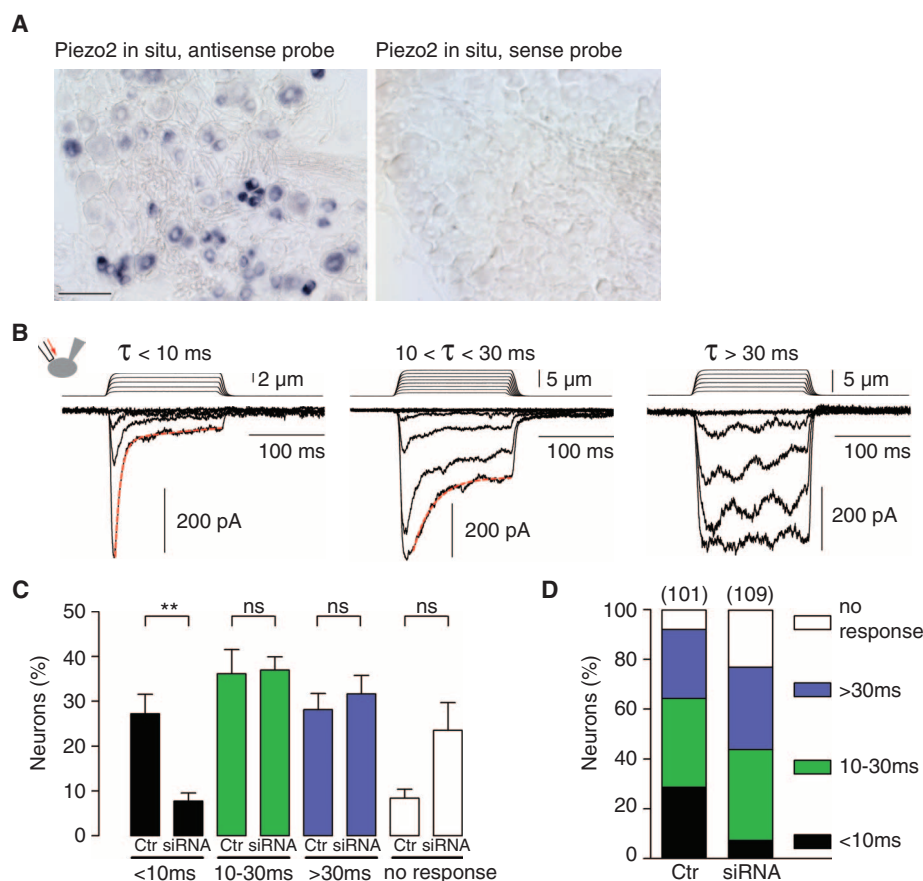 A
Piezo2 in situ, antisense probe
Piezo2 in situ, sense probe
B
τ < 10 ms
2 µm
100 ms
200 pA
10 < τ < 30 ms
5 µm
100 ms
200 pA
τ > 30 ms
5 µm
100 ms
200 pA
C
Neurons (%)
50
40
30
20
10
0
**
ns
ns
ns
Ctr siRNA
Ctr siRNA
Ctr siRNA
Ctr siRNA
<10ms
10-30ms
>30ms
no response
D
(101) (109)
Neurons (%)
100
80
60
40
20
0
Ctr
siRNA
no
response
>30ms
10-30ms
<10ms